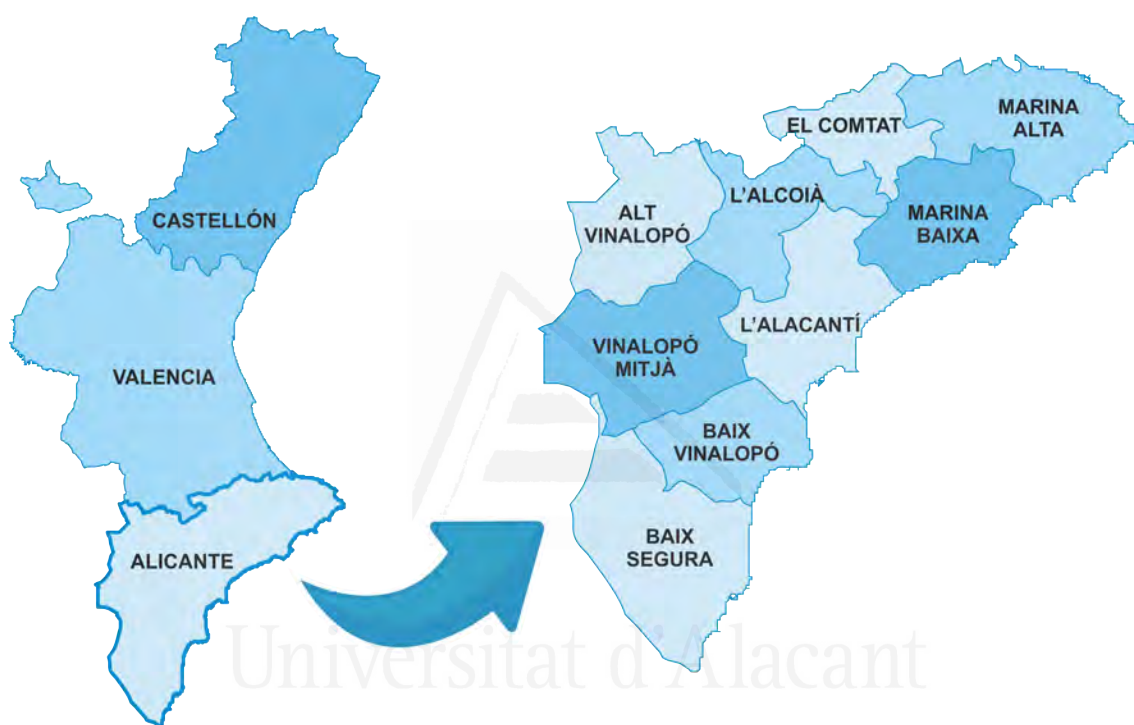 CASTELLÓN
VALENCIA
ALICANTE
EL COMTAT
MARINA
ALTA
L'ALCOIÀ
ALT
VINALOPÓ
MARINA
BAIXA
L'ALACANTÍ
VINALOPÓ
MITJÀ
BAIX
VINALOPÓ
BAIX
SEGURA
Universitat d'Alacant